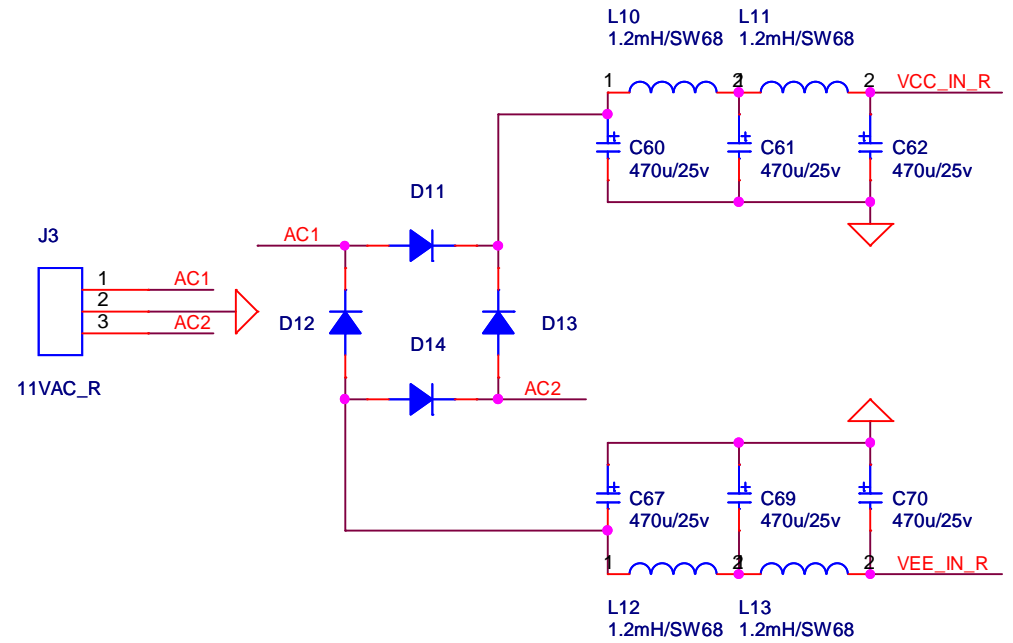 L10 L11
1.2mH/SW68 1.2mH/SW68
1 2 1 2 VCC_IN_R
C60 C61 C62
470u/25v 470u/25v 470u/25v
D11
J3
AC1
1 AC1
2
3 AC2
D12 D13
D14
11VAC_R
AC2
C67 C69 C70
470u/25v 470u/25v 470u/25v
1 2 1 2 VEE_IN_R
L12 L13
1.2mH/SW68 1.2mH/SW68